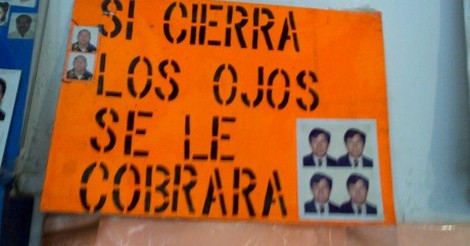 SI CIERRA
LOS OJOS
SE LE
COBRARA